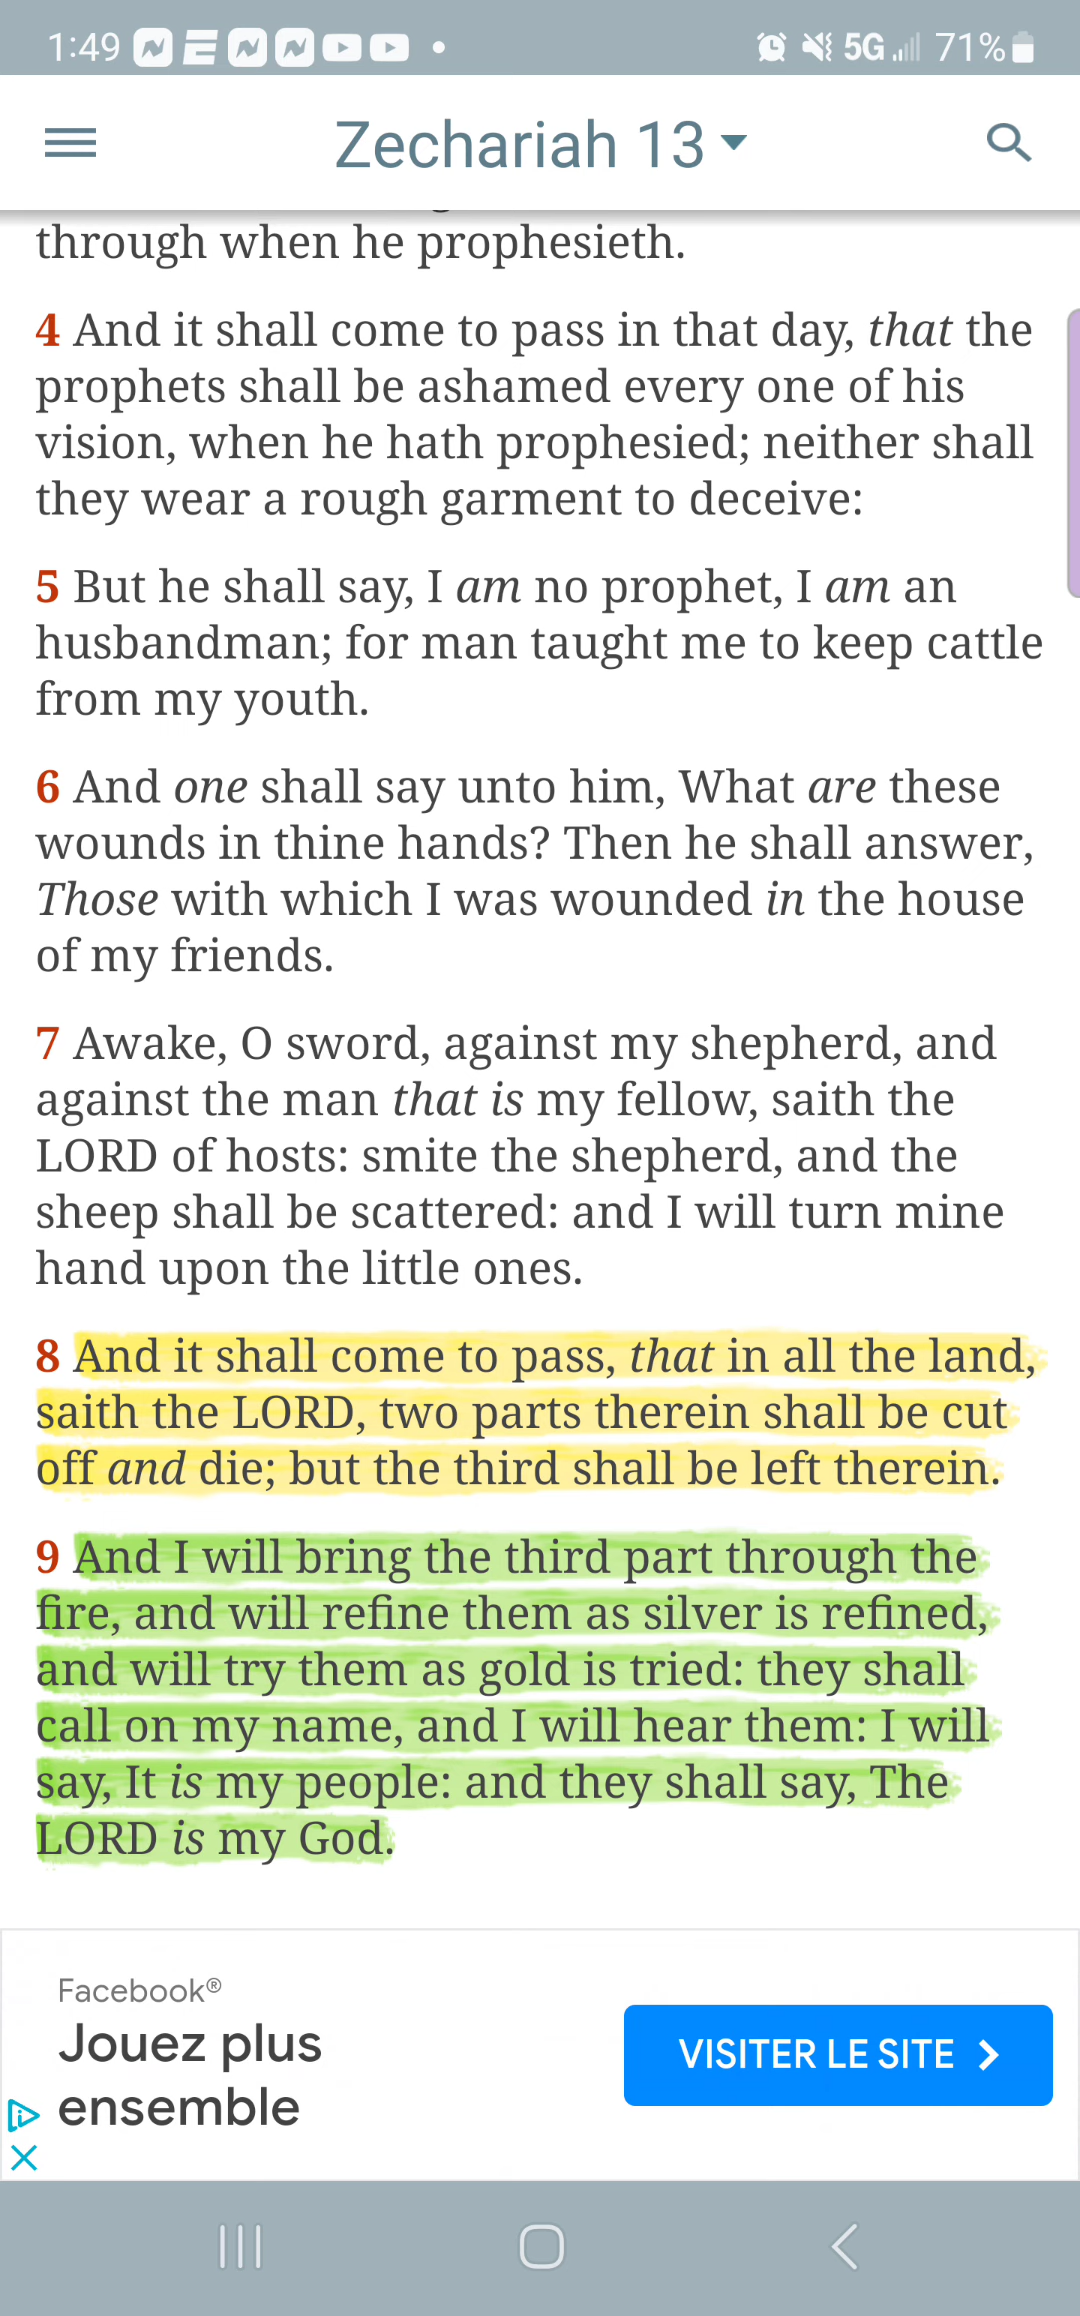 1:49 5G 71%
Zechariah 13
through when he prophesieth.
4 And it shall come to pass in that day, that the
prophets shall be ashamed every one of his
vision, when he hath prophesied; neither shall
they wear a rough garment to deceive:
5 But he shall say, I am no prophet, I am an
husbandman; for man taught me to keep cattle
from my youth.
6 And one shall say unto him, What are these
wounds in thine hands? Then he shall answer,
Those with which I was wounded in the house
of my friends.
7 Awake, O sword, against my shepherd, and
against the man that is my fellow, saith the
LORD of hosts: smite the shepherd, and the
sheep shall be scattered: and I will turn mine
hand upon the little ones.
8 And it shall come to pass, that in all the land,
saith the LORD, two parts therein shall be cut
off and die; but the third shall be left therein.
9 And I will bring the third part through the
fire, and will refine them as silver is refined,
and will try them as gold is tried: they shall
call on my name, and I will hear them: I will
say, It is my people: and they shall say, The
LORD is my God.
Facebook®
Jouez plus
ensemble
VISITER LE SITE